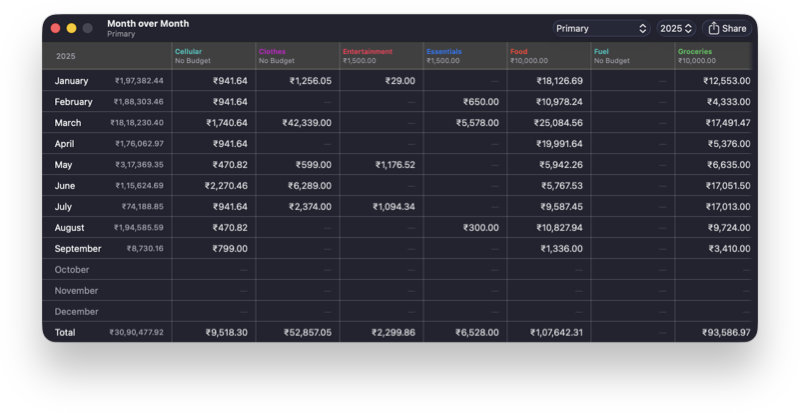 Month over Month
Primary
Primary 2025 Share
2025 Cellular Clothes Entertainment Essentials Food Fuel Groceries
No Budget No Budget ₹1,500.00 ₹1,500.00 ₹10,000.00 No Budget ₹10,000.00
January ₹1,97,382.44 ₹941.64 ₹1,256.05 ₹29.00 — ₹18,126.69 — ₹12,553.00
February ₹1,88,303.46 ₹941.64 — — ₹650.00 ₹10,978.24 — ₹4,333.00
March ₹18,18,230.40 ₹1,740.64 ₹42,339.00 — ₹5,578.00 ₹25,084.56 — ₹17,491.47
April ₹1,76,062.97 ₹941.64 — — — ₹19,991.64 — ₹5,376.00
May ₹3,17,369.35 ₹470.82 ₹599.00 ₹1,176.52 — ₹5,942.26 — ₹6,635.00
June ₹1,15,624.69 ₹2,270.46 ₹6,289.00 — — ₹5,767.53 — ₹17,051.50
July ₹74,188.85 ₹941.64 ₹2,374.00 ₹1,094.34 — ₹9,587.45 — ₹17,013.00
August ₹1,94,585.59 ₹470.82 — — ₹300.00 ₹10,827.94 — ₹9,724.00
September ₹8,730.16 ₹799.00 — — — ₹1,336.00 — ₹3,410.00
October — — — — — — —
November — — — — — — —
December — — — — — — —
Total ₹30,90,477.92 ₹9,518.30 ₹52,857.05 ₹2,299.86 ₹6,528.00 ₹1,07,642.31 — ₹93,586.97